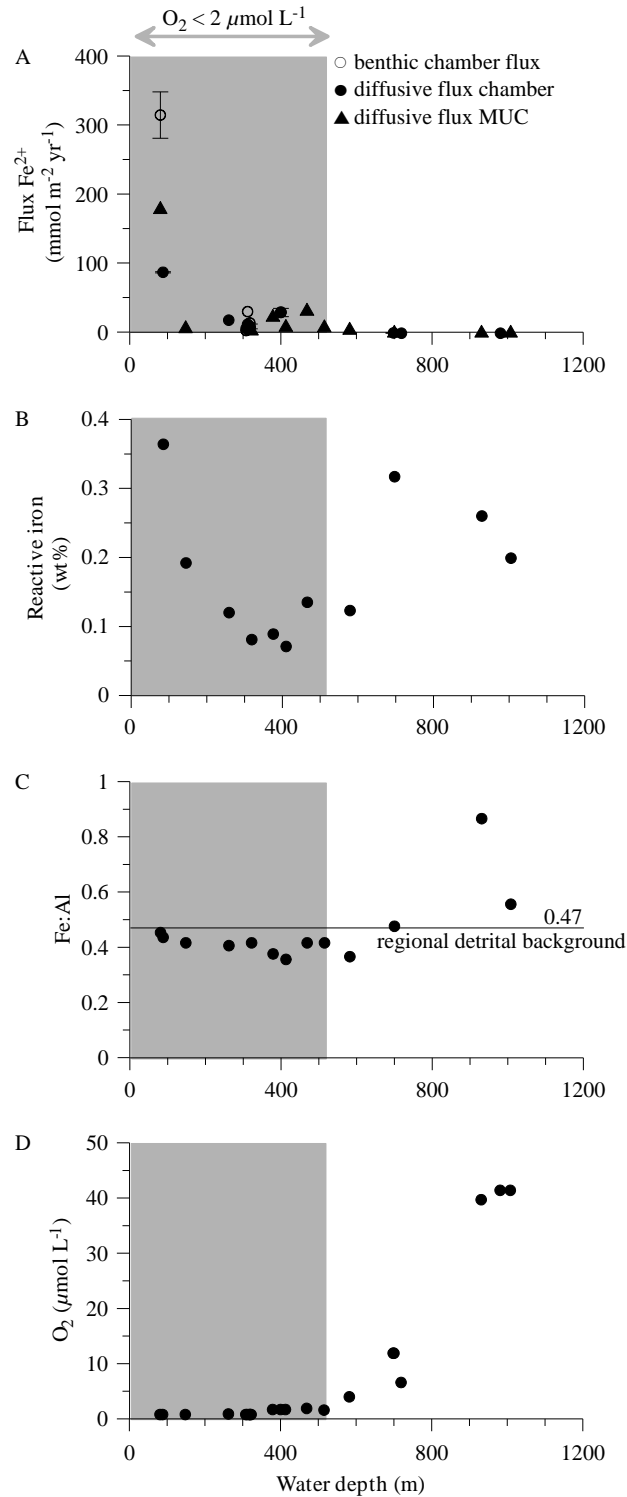 O₂ < 2 µmol L⁻¹
A
benthic chamber flux
diffusive flux chamber
diffusive flux MUC
Flux Fe²⁺
(mmol m⁻² yr⁻¹)
400
300
200
100
0
0 400 800 1200
B
Reactive iron
(wt%)
0.4
0.3
0.2
0.1
0
0 400 800 1200
C
Fe:Al
1
0.8
0.6
0.4
0.2
0
0.47
regional detrital background
0 400 800 1200
D
O₂ (µmol L⁻¹)
50
40
30
20
10
0
0 400 800 1200
Water depth (m)